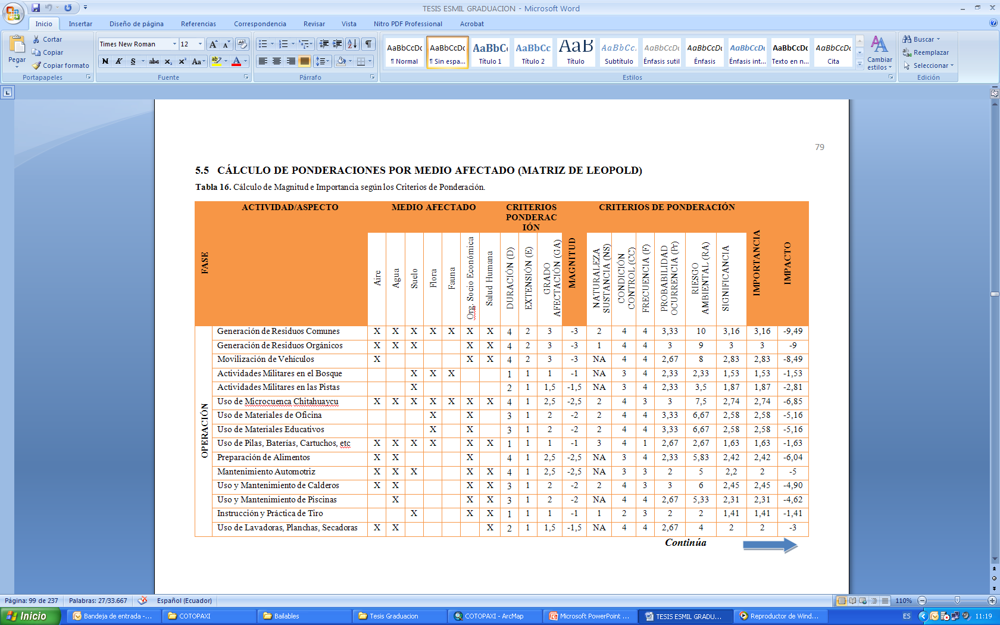 TESIS ESMIL GRADUACION - Microsoft Word
Inicio Insertar Diseño de página Referencias Correspondencia Revisar Vista Nitro PDF Professional Acrobat
Pegar
Cortar
Copiar
Copiar formato
Portapapeles
Times New Roman 12
N K S abc x₂ x² Aa ab A
Fuente
Párrafo
AaBbCcDc AaBbCcDc AaBbCc AaBbCc AaB AaBbCc. AaBbCcDc AaBbCcDc AaBbCcDc AaBbCcDc AaBbCcDc
¶ Normal ¶ Sin espa... Título 1 Título 2 Título Subtítulo Énfasis sutil Énfasis Énfasis int... Texto en n... Cita
Cambiar estilos
Estilos
Buscar
Reemplazar
Seleccionar
Edición
79
5.5 CÁLCULO DE PONDERACIONES POR MEDIO AFECTADO (MATRIZ DE LEOPOLD)
Tabla 16. Cálculo de Magnitud e Importancia según los Criterios de Ponderación.
FASE
ACTIVIDAD/ASPECTO
MEDIO AFECTADO
CRITERIOS
PONDERAC
IÓN
MAGNITUD
CRITERIOS DE PONDERACIÓN
IMPORTANCIA
IMPACTO
Aire
Agua
Suelo
Flora
Fauna
Org. Socio Económica
Salud Humana
DURACIÓN (D)
EXTENSIÓN (E)
GRADO
AFECTACIÓN (GA)
NATURALEZA
SUSTANCIA (NS)
CONDICIÓN
CONTROL (CC)
FRECUENCIA (F)
PROBABILIDAD
OCURRENCIA (Pr)
RIESGO
AMBIENTAL (RA)
SIGNIFICANCIA
OPERACIÓN
Generación de Residuos Comunes X X X X X X X 4 2 3 -3 2 4 4 3,33 10 3,16 3,16 -9,49
Generación de Residuos Orgánicos X X X X X 4 2 3 -3 1 4 4 3 9 3 3 -9
Movilización de Vehículos X X X 4 2 3 -3 NA 4 4 2,67 8 2,83 2,83 -8,49
Actividades Militares en el Bosque X X X 1 1 1 -1 NA 3 4 2,33 2,33 1,53 1,53 -1,53
Actividades Militares en las Pistas X 2 1 1,5 -1,5 NA 3 4 2,33 3,5 1,87 1,87 -2,81
Uso de Microcuenca Chitahuaycu X X X X X X X 4 1 2,5 -2,5 2 4 3 3 7,5 2,74 2,74 -6,85
Uso de Materiales de Oficina X X 3 1 2 -2 2 4 4 3,33 6,67 2,58 2,58 -5,16
Uso de Materiales Educativos X X 3 1 2 -2 2 4 4 3,33 6,67 2,58 2,58 -5,16
Uso de Pilas, Baterías, Cartuchos, etc X X X X X X 1 1 1 -1 3 4 1 2,67 2,67 1,63 1,63 -1,63
Preparación de Alimentos X X X 4 1 2,5 -2,5 NA 3 4 2,33 5,83 2,42 2,42 -6,04
Mantenimiento Automotriz X X X X X 4 1 2,5 -2,5 NA 3 3 2 5 2,2 2 -5
Uso y Mantenimiento de Calderos X X X X 3 1 2 -2 2 4 3 3 6 2,45 2,45 -4,90
Uso y Mantenimiento de Piscinas X X X 3 1 2 -2 NA 4 4 2,67 5,33 2,31 2,31 -4,62
Instrucción y Práctica de Tiro X X X 1 1 1 -1 1 2 3 2 2 1,41 1,41 -1,41
Uso de Lavadoras, Planchas, Secadoras X X X 2 1 1,5 -1,5 NA 4 4 2,67 4 2 2 -3
Continúa
Página: 99 de 237 Palabras: 27/33.667 Español (Ecuador) 110%
Inicio Bandeja de entrada -... COTOPAXI Bailables Tesis Graduacion COTOPAXI - ArcMap Microsoft PowerPoint ... TESIS ESMIL GRADU... Reproductor de Wind... ES 11:19